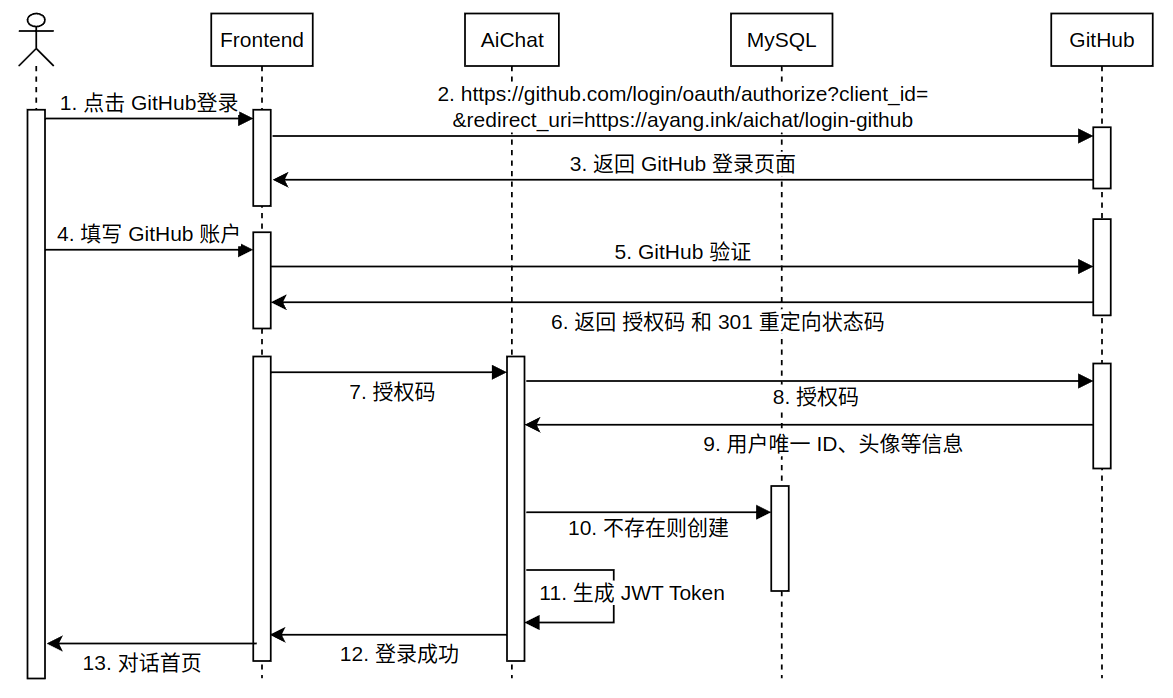 Frontend
AiChat
MySQL
GitHub
1. 点击 GitHub登录
2. https://github.com/login/oauth/authorize?client_id=
&redirect_uri=https://ayang.ink/aichat/login-github
3. 返回 GitHub 登录页面
4. 填写 GitHub 账户
5. GitHub 验证
6. 返回 授权码 和 301 重定向状态码
7. 授权码
8. 授权码
9. 用户唯一 ID、头像等信息
10. 不存在则创建
11. 生成 JWT Token
12. 登录成功
13. 对话首页